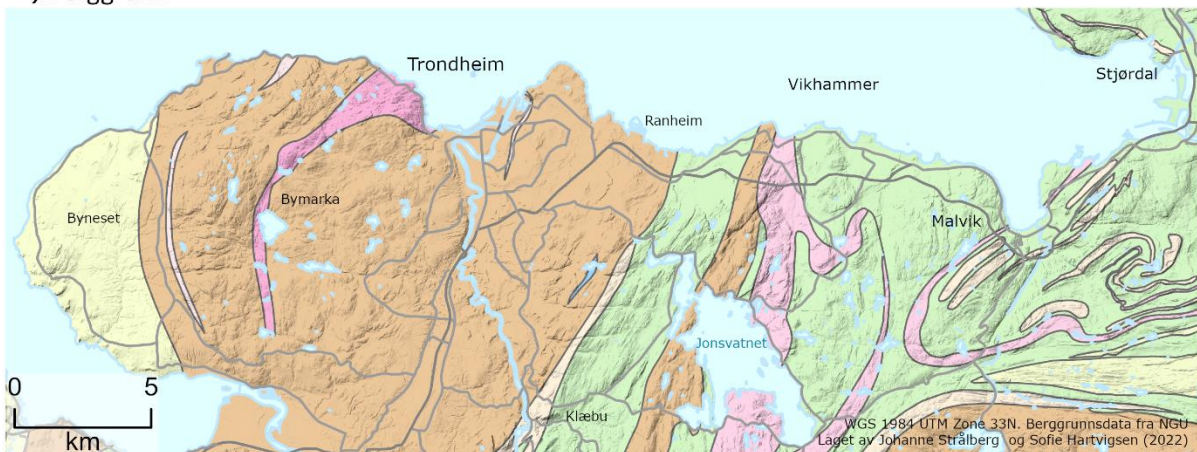 Trondheim
Vikhammer
Stjørdal
Ranheim
Byneset
Bymarka
Malvik
Jonsvatnet
0 5
km
Klæbu
WGS 1984 UTM Zone 33N. Berggrunnsdata fra NGU
Laget av Johanne Strålberg og Sofie Hartvigsen (2022)